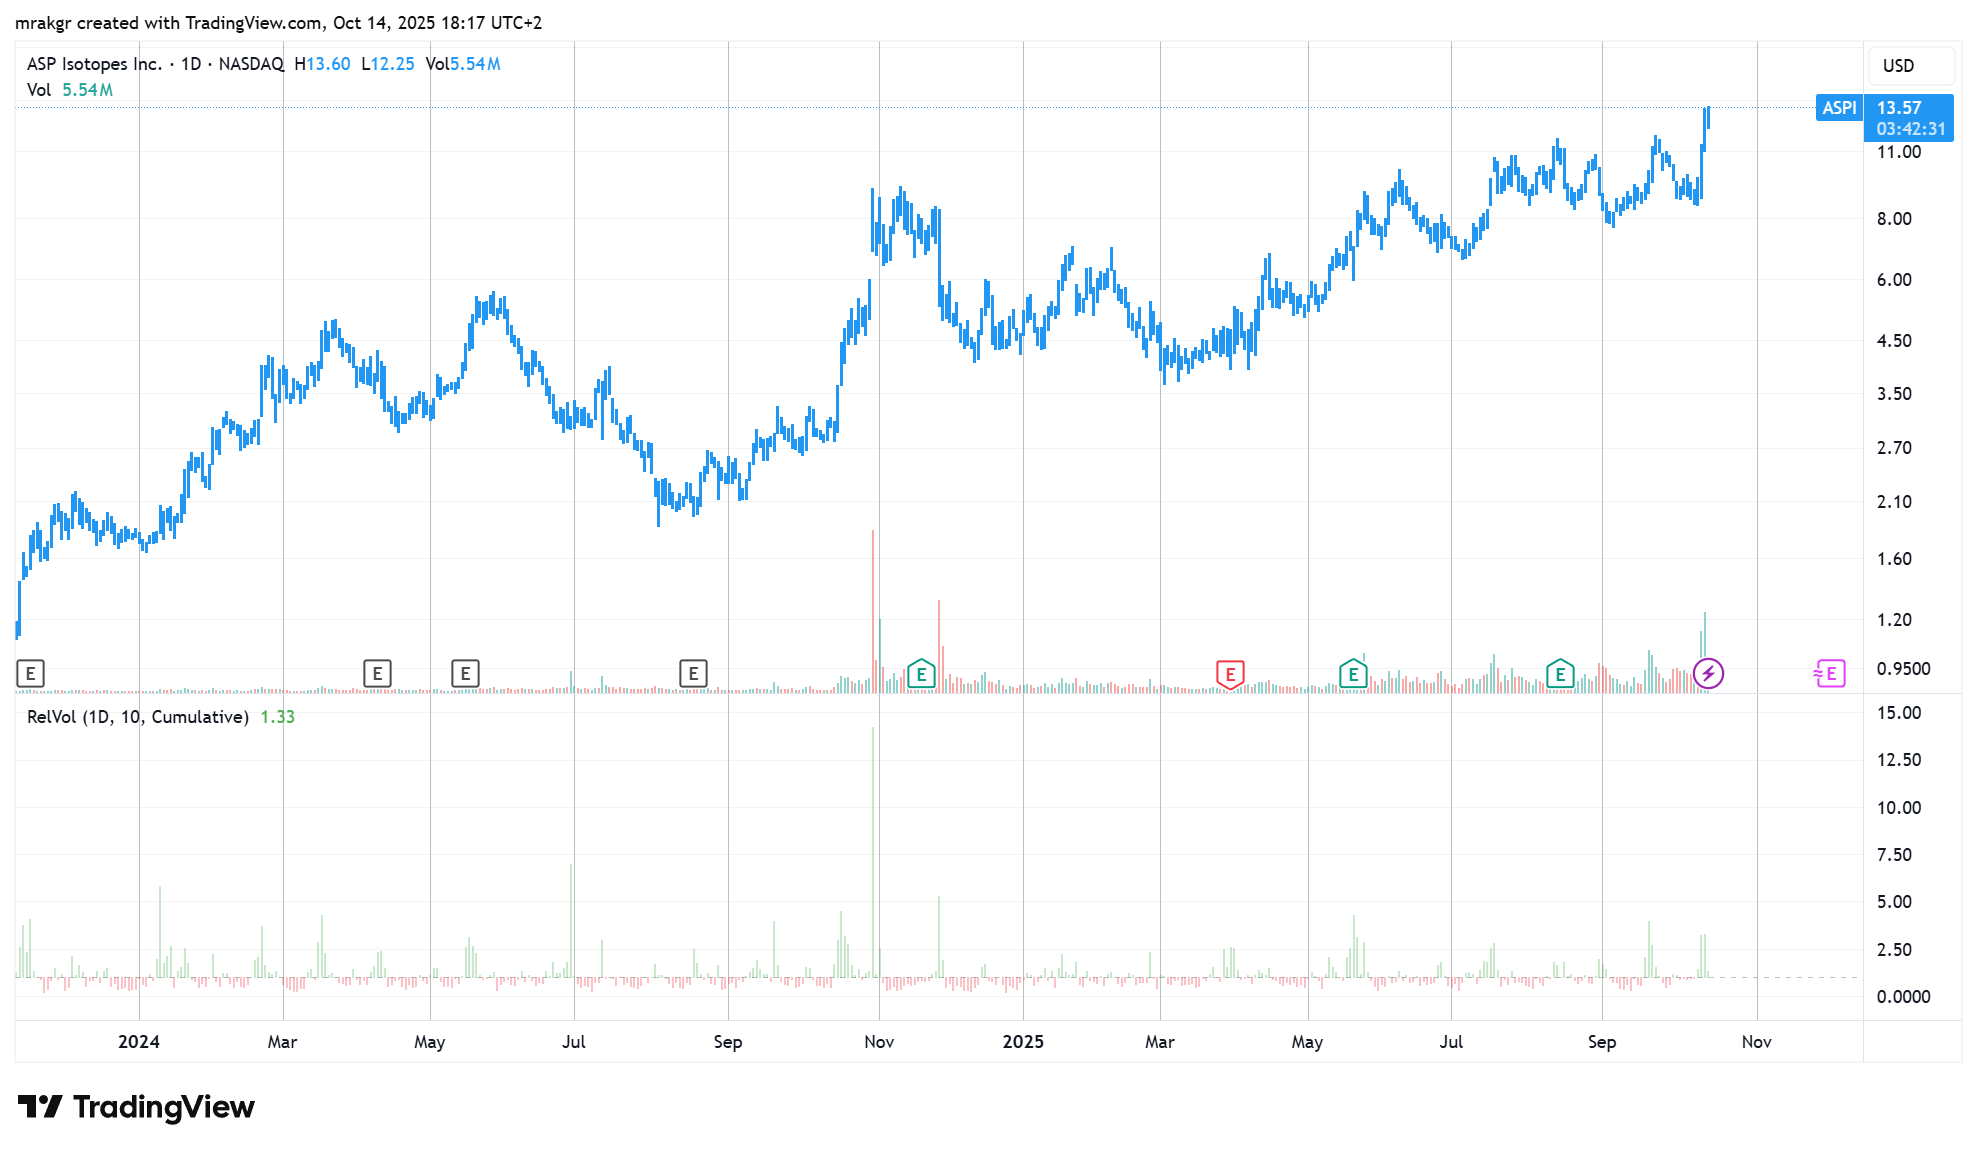 mrakgr created with TradingView.com, Oct 14, 2025 18:17 UTC+2
ASP Isotopes Inc. · 1D · NASDAQ H13.60 L12.25 Vol5.54M
Vol 5.54M
USD
ASPI 13.57
03:42:31
11.00
8.00
6.00
4.50
3.50
2.70
2.10
1.60
1.20
0.9500
E E E E E E E E E
RelVol (1D, 10, Cumulative) 1.33
15.00
12.50
10.00
7.50
5.00
2.50
0.0000
2024 Mar May Jul Sep Nov 2025 Mar May Jul Sep Nov
TradingView